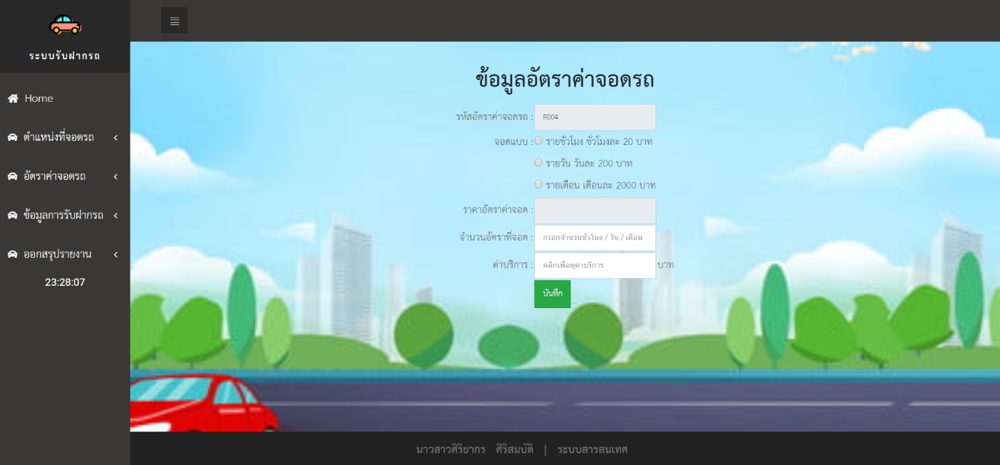 ระบบรับฝากรถ
Home
ตำแหน่งที่จอดรถ
อัตราค่าจอดรถ
ข้อมูลการรับฝากรถ
ออกสรุปรายงาน
23:28:07
ข้อมูลอัตราค่าจอดรถ
รหัสอัตราค่าจอดรถ : R004
จอดแบบ : รายชั่วโมง ชั่วโมงละ 20 บาท
รายวัน วันละ 200 บาท
รายเดือน เดือนละ 2000 บาท
ราคาอัตราค่าจอด :
จำนวนอัตราที่จอด : กรอกจำนวนชั่วโมง / วัน / เดือน
ค่าบริการ : คลิกเพื่อดูค่าบริการ บาท
บันทึก
นาวสาวศิริยากร ศิริสมบัติ | ระบบสารสนเทศ